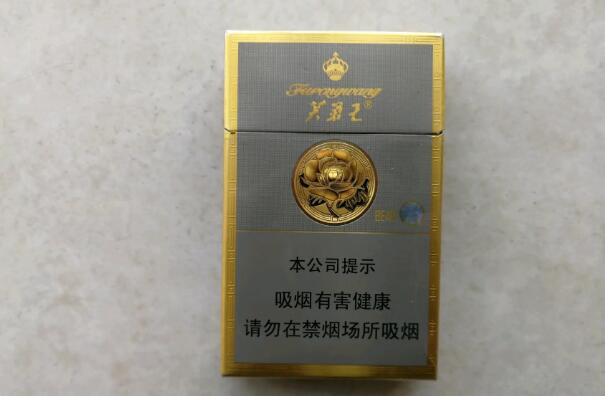 Furongwang
芙蓉王®
本公司提示
吸烟有害健康
请勿在禁烟场所吸烟